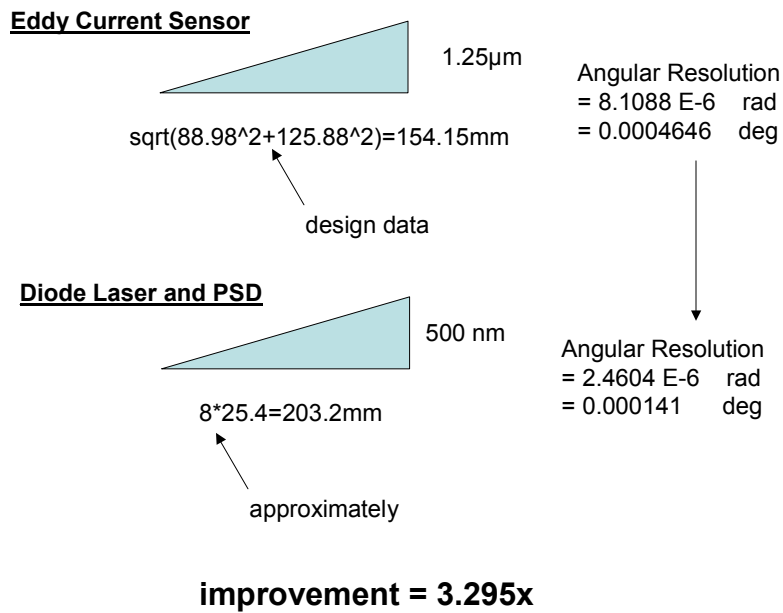 Eddy Current Sensor
1.25µm
sqrt(88.98^2+125.88^2)=154.15mm
design data
Angular Resolution
= 8.1088 E-6 rad
= 0.0004646 deg
Diode Laser and PSD
500 nm
8*25.4=203.2mm
approximately
Angular Resolution
= 2.4604 E-6 rad
= 0.000141 deg
improvement = 3.295x